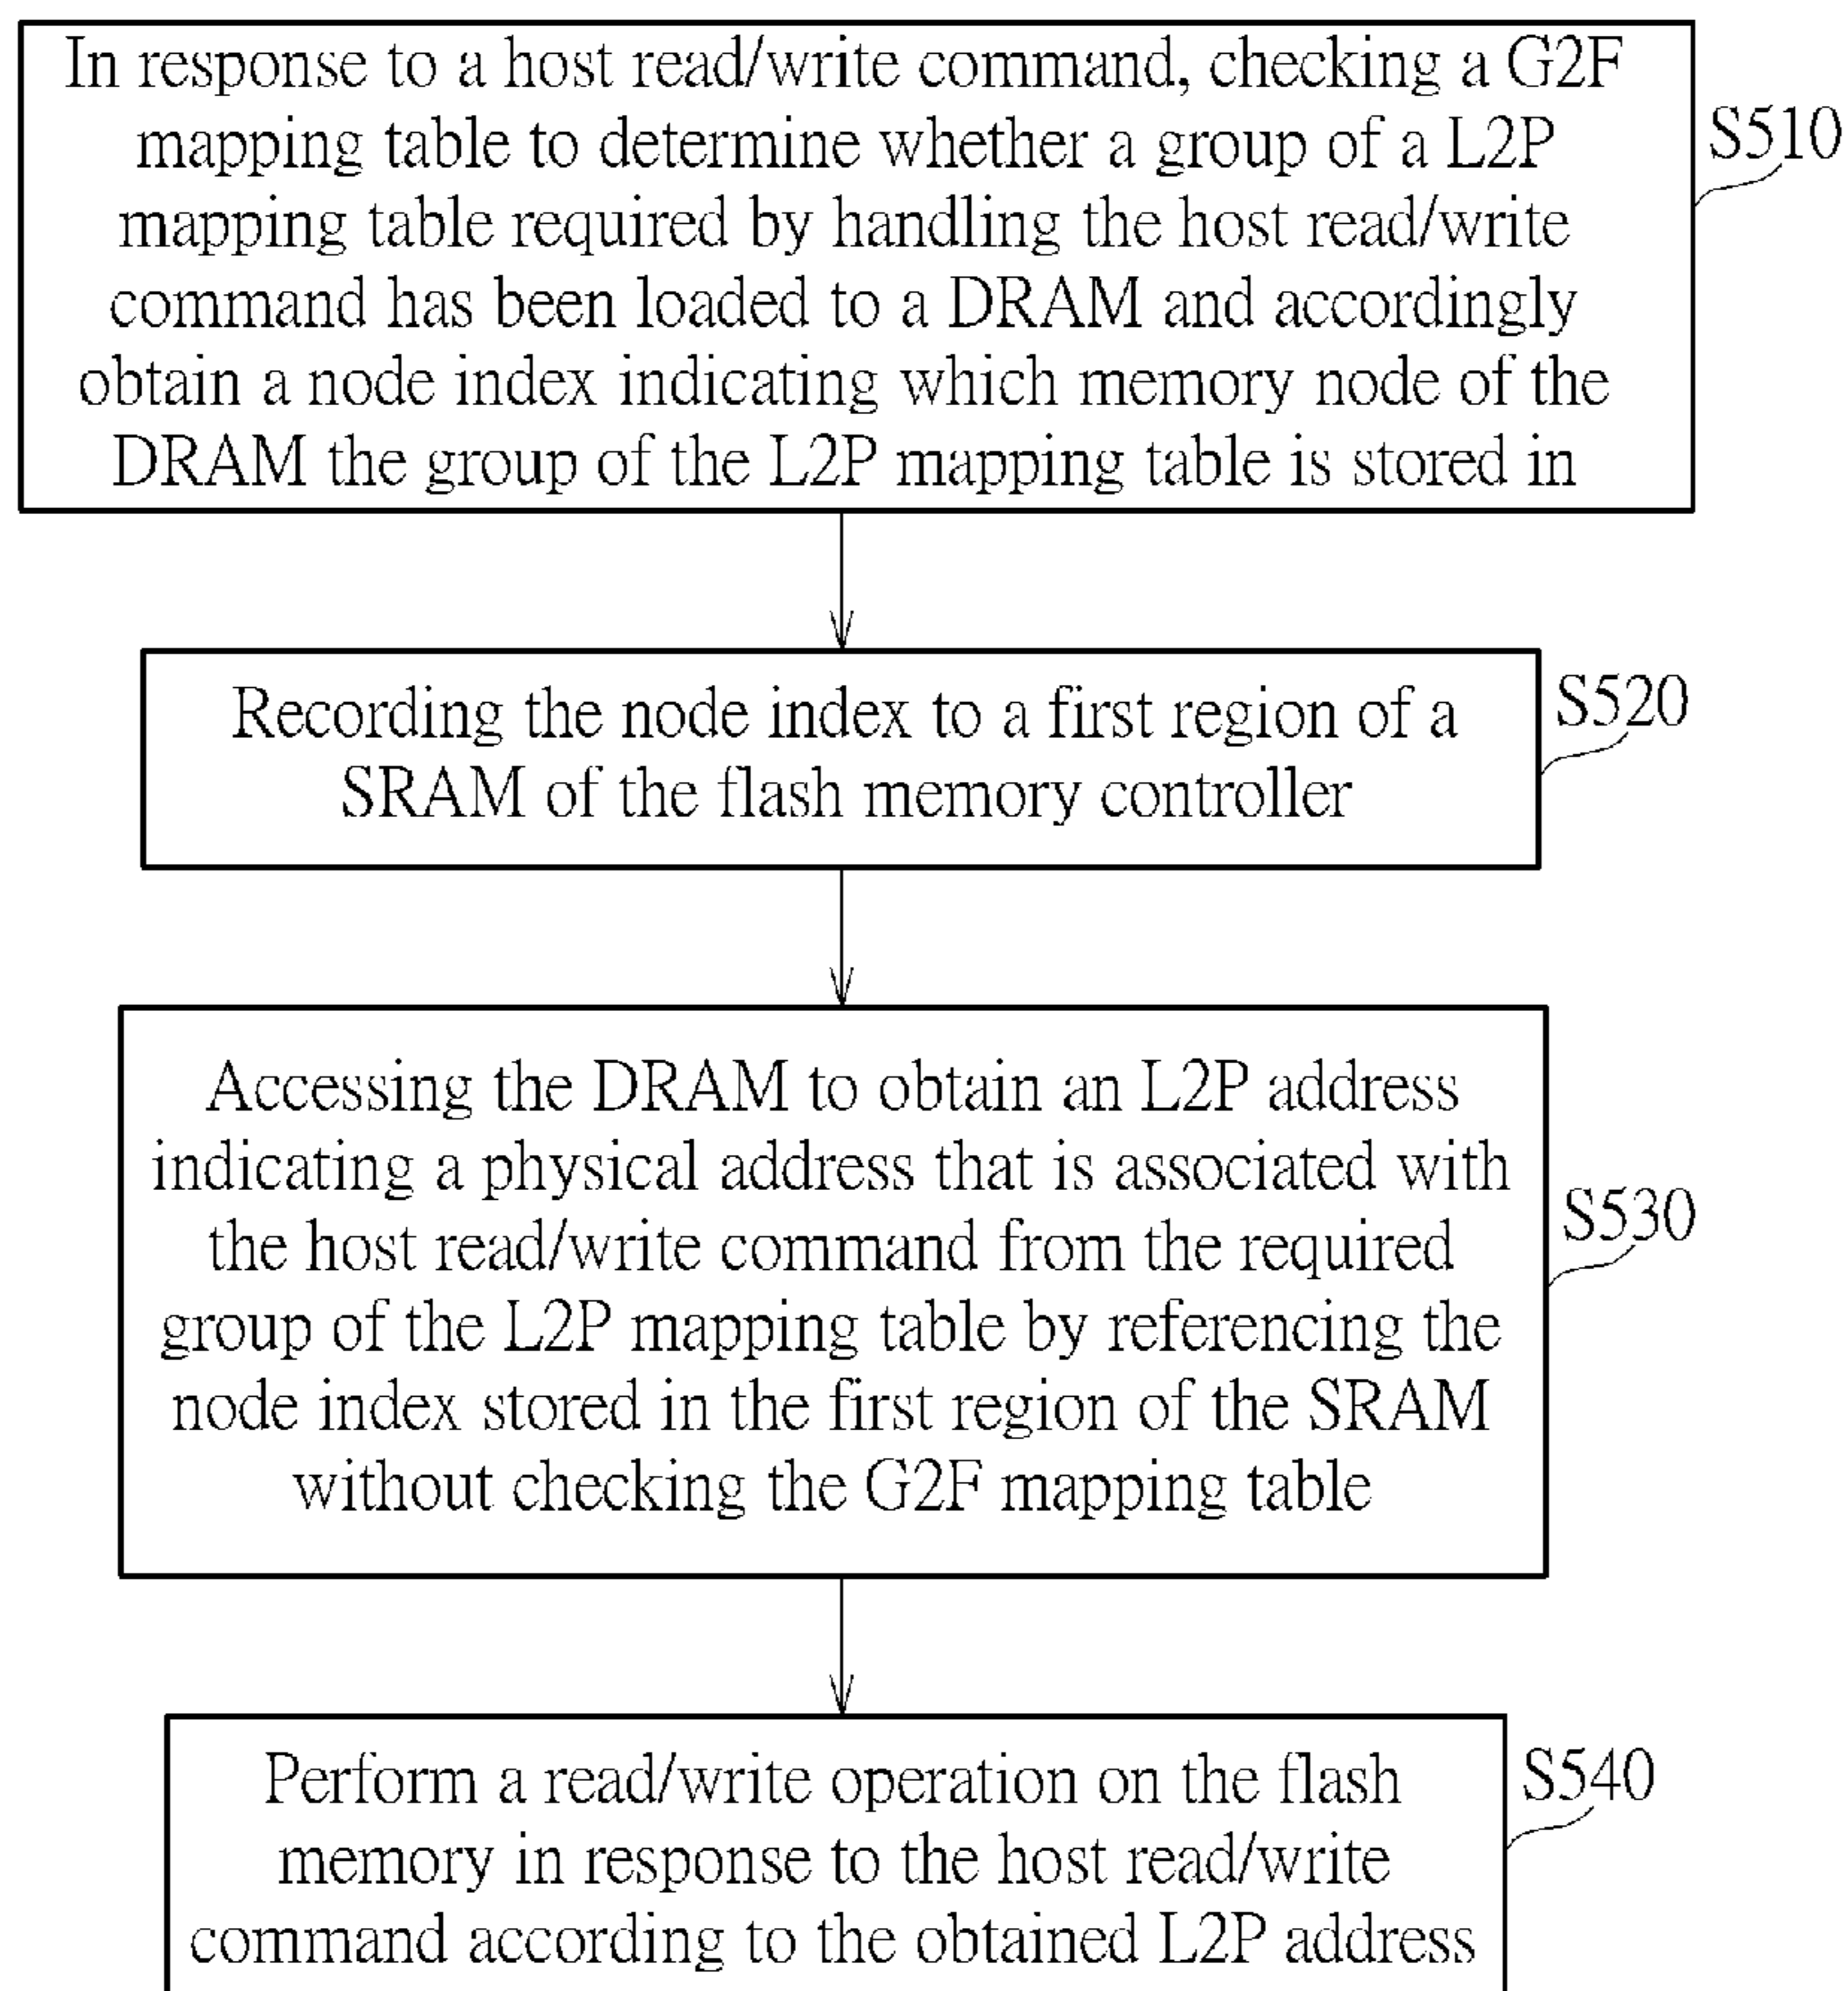 In response to a host read/write command, checking a G2F
mapping table to determine whether a group of a L2P
mapping table required by handling the host read/write
command has been loaded to a DRAM and accordingly
obtain a node index indicating which memory node of the
DRAM the group of the L2P mapping table is stored in
S510
Recording the node index to a first region of a
SRAM of the flash memory controller
S520
Accessing the DRAM to obtain an L2P address
indicating a physical address that is associated with
the host read/write command from the required
group of the L2P mapping table by referencing the
node index stored in the first region of the SRAM
without checking the G2F mapping table
S530
Perform a read/write operation on the flash
memory in response to the host read/write
command according to the obtained L2P address
S540